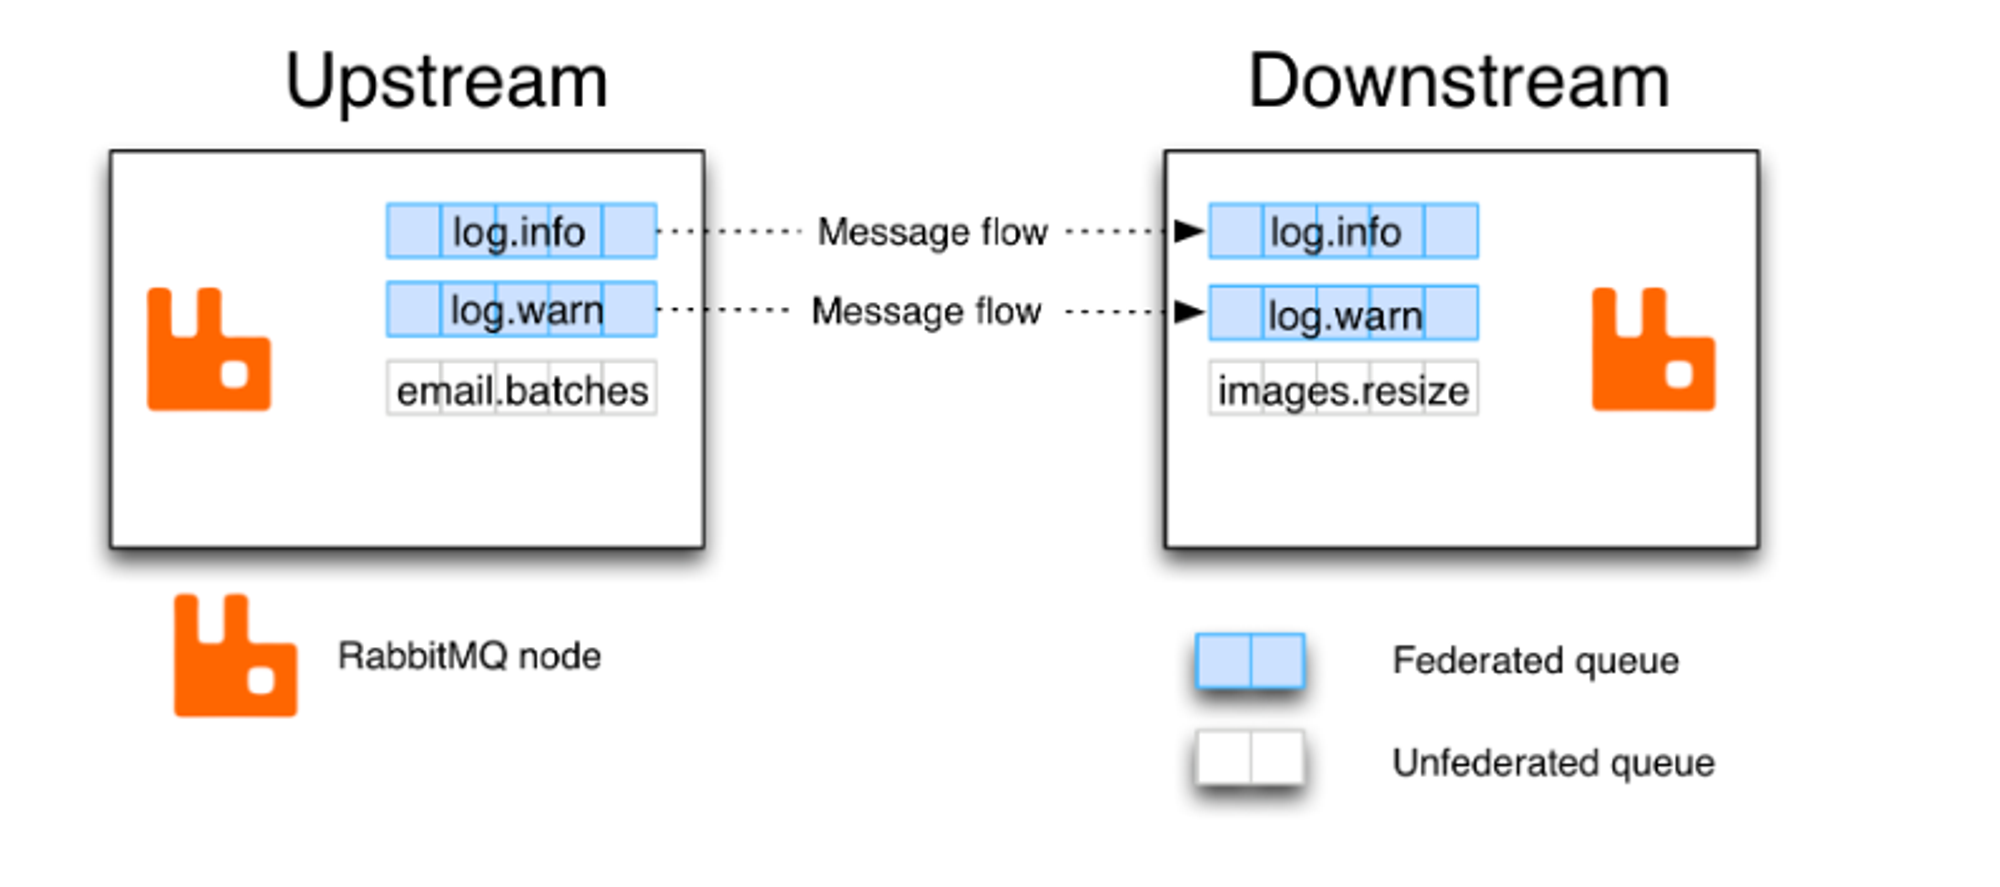 Upstream
Downstream
log.info
Message flow
log.info
log.warn
Message flow
log.warn
email.batches
images.resize
RabbitMQ node
Federated queue
Unfederated queue